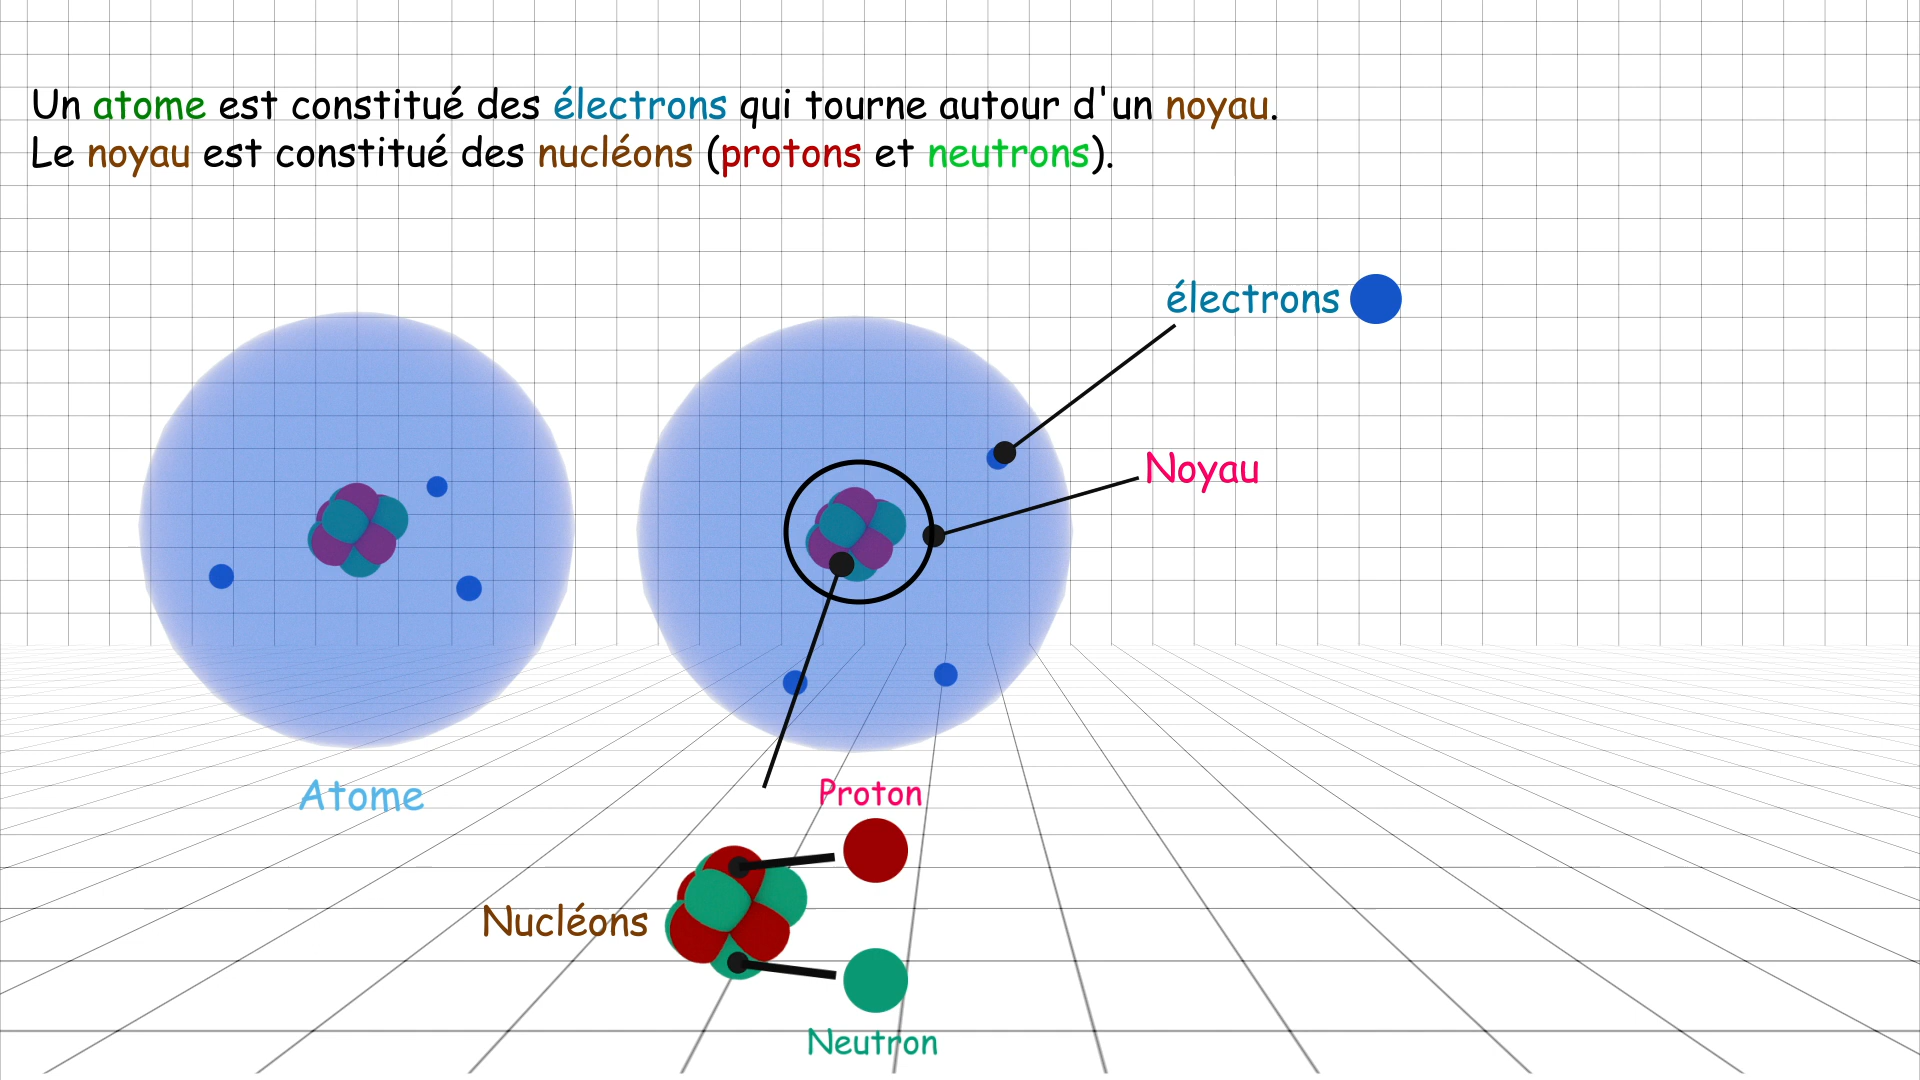 Un atome est constitué des électrons qui tourne autour d'un noyau.
Le noyau est constitué des nucléons (protons et neutrons).
électrons
Noyau
Atome
Proton
Nucléons
Neutron